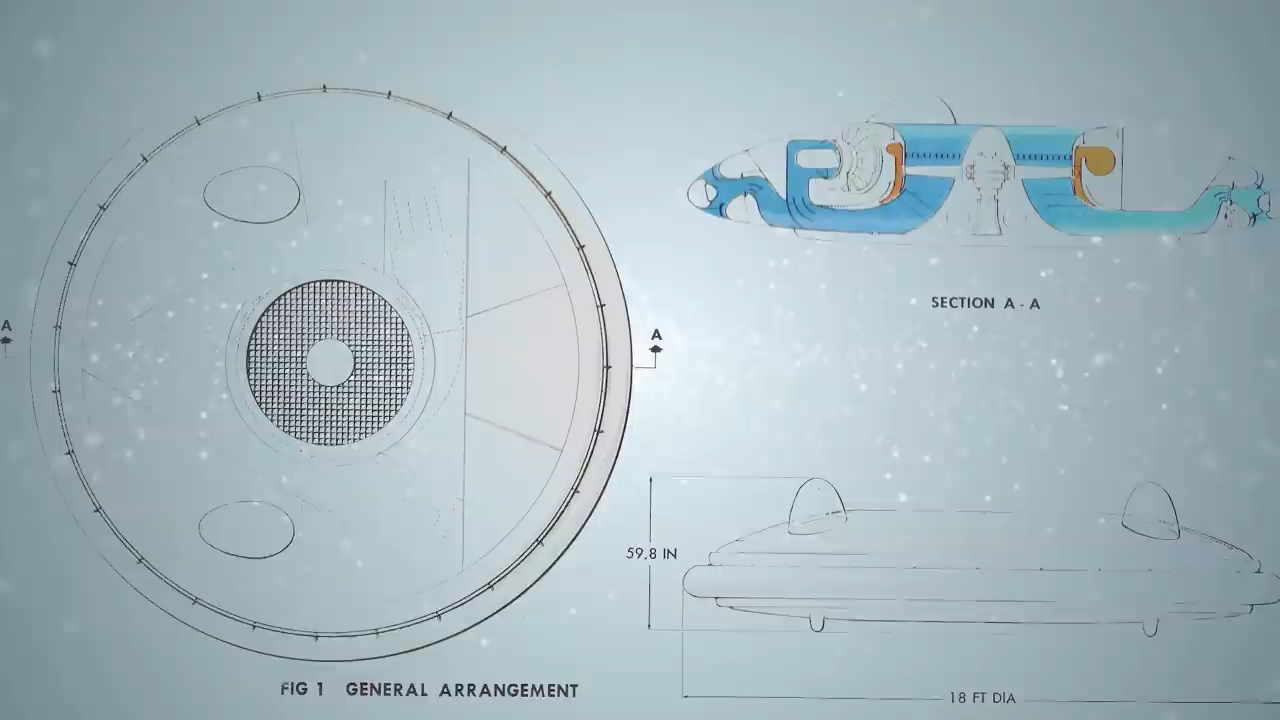 A
A
FIG 1 GENERAL ARRANGEMENT
SECTION A - A
59.8 IN
18 FT DIA